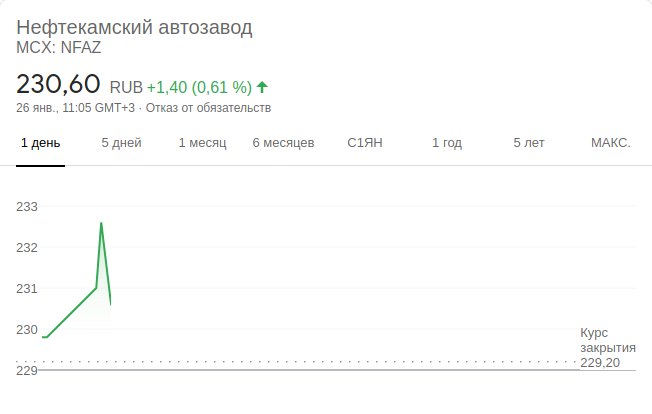 Нефтекамский автозавод
MCX: NFAZ
230,60 RUB +1,40 (0,61 %)
26 янв., 11:05 GMT+3 · Отказ от обязательств
1 день 5 дней 1 месяц 6 месяцев С1ЯН 1 год 5 лет МАКС.
233
232
231
230
Курс
закрытия
229,20
229